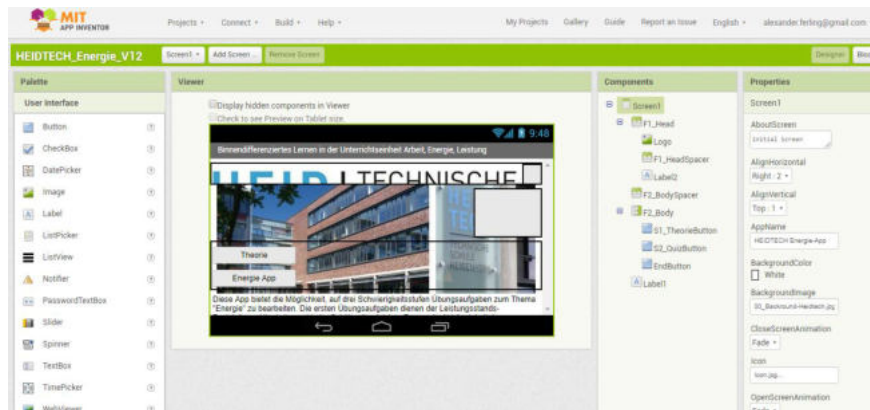 MIT
APP INVENTOR
Projects
Connect
Build
Help
My Projects
Gallery
Guide
Report an Issue
English
alexander.ferling@gmail.com
HEIDTECH_Energie_V12
Screen1
Add Screen ...
Remove Screen
Designer
Palette
User Interface
Button
CheckBox
DatePicker
Image
Label
ListPicker
ListView
Notifier
PasswordTextBox
Slider
Spinner
TextBox
TimePicker
WebViewer
Viewer
Display hidden components in Viewer
Check to see Preview on Tablet size.
9:48
Binnendifferenziertes Lernen in der Unterrichtseinheit Arbeit, Energie, Leistung
TECHNISCHE
Theorie
Energie App
Diese App bietet die Möglichkeit, auf drei Schwierigkeitsstufen Übungsaufgaben zum Thema
"Energie" zu bearbeiten. Die ersten Übungsaufgaben dienen der Leistungsstands-
Components
Screen1
F1_Head
Logo
F1_HeadSpacer
Label2
F2_BodySpacer
F2_Body
S1_TheorieButton
S2_QuizButton
EndButton
Label1
Properties
Screen1
AboutScreen
Initial Screen
AlignHorizontal
Right : 2
AlignVertical
Top : 1
AppName
HEIDTECH Energie-App
BackgroundColor
White
BackgroundImage
CloseScreenAnimation
Fade
Icon
Icon.jpg...
OpenScreenAnimation
Fade